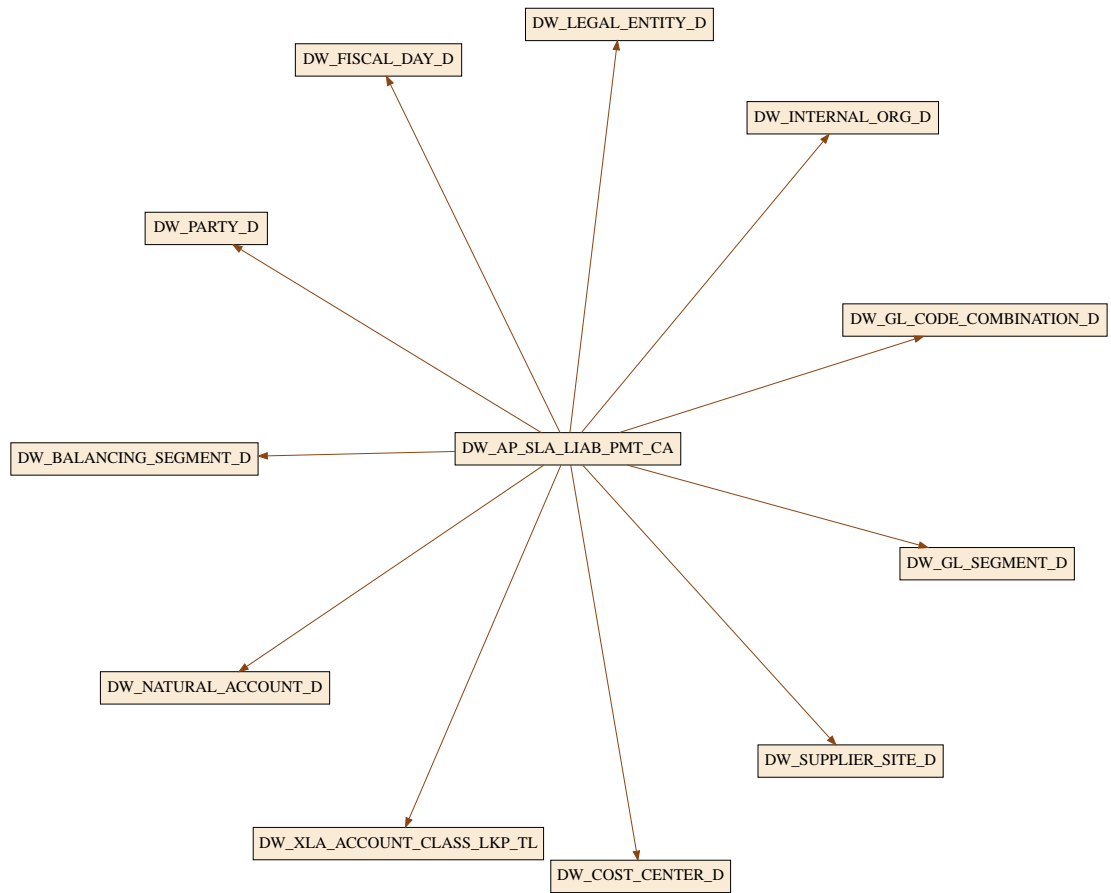 DW_LEGAL_ENTITY_D
DW_FISCAL_DAY_D
DW_INTERNAL_ORG_D
DW_PARTY_D
DW_GL_CODE_COMBINATION_D
DW_AP_SLA_LIAB_PMT_CA
DW_BALANCING_SEGMENT_D
DW_GL_SEGMENT_D
DW_NATURAL_ACCOUNT_D
DW_SUPPLIER_SITE_D
DW_XLA_ACCOUNT_CLASS_LKP_TL
DW_COST_CENTER_D